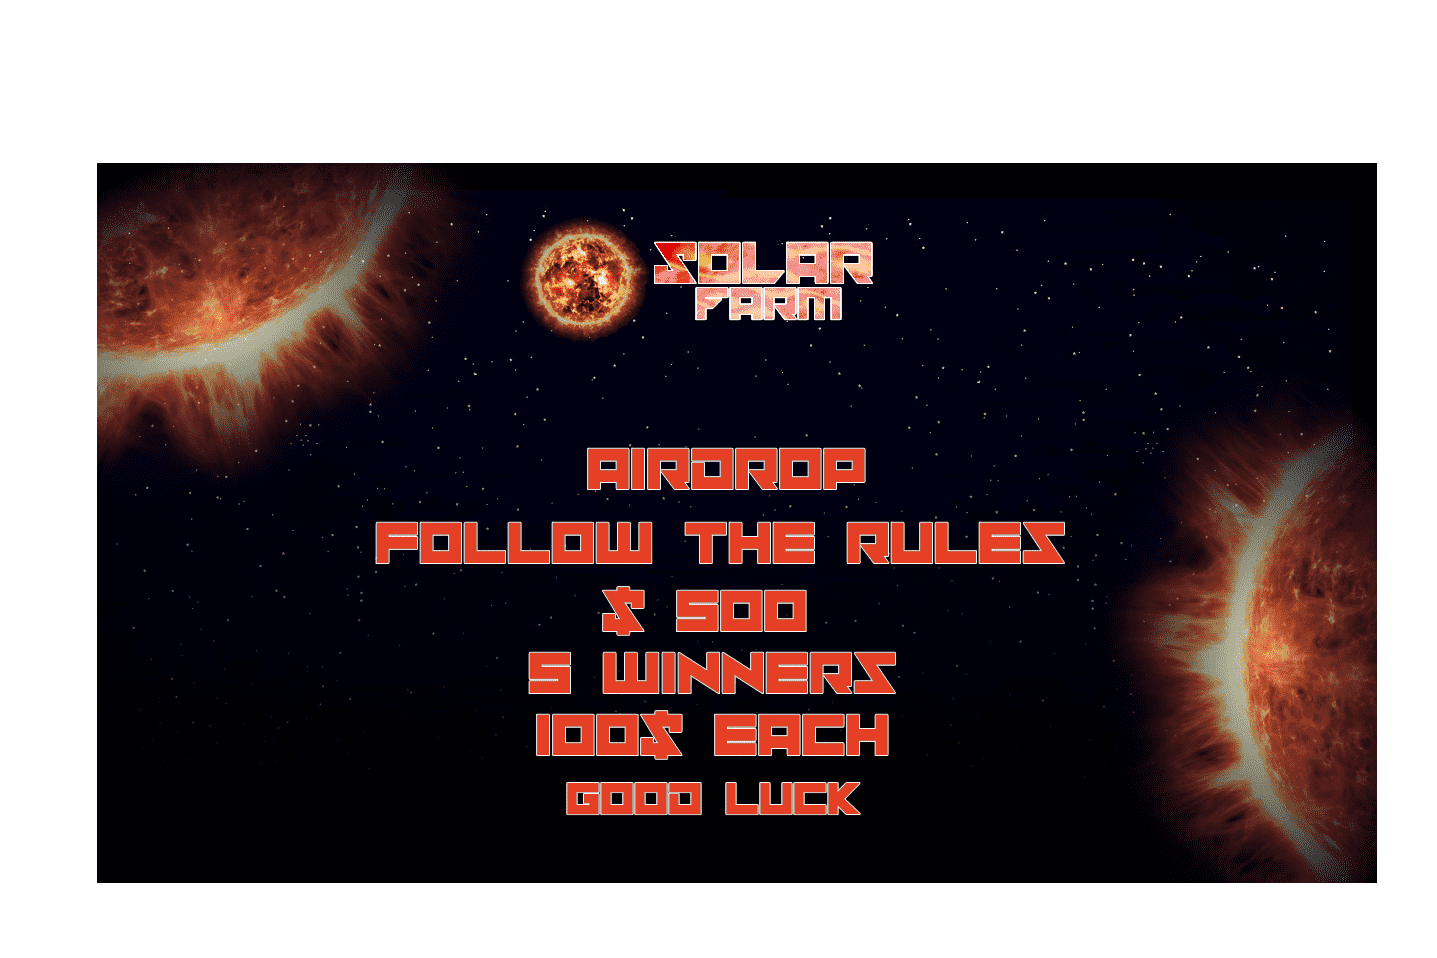 SOLAR
FARM
AIRDROP
FOLLOW THE RULES
$ 500
5 WINNERS
100$ EACH
GOOD LUCK